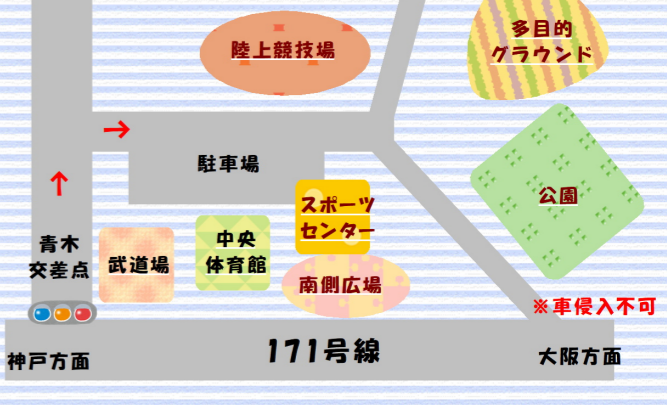 多目的
グラウンド
陸上競技場
→
駐車場
↑
公園
スポーツ
センター
中央
体育館
武道場
青木
交差点
南側広場
※車侵入不可
171号線
神戸方面
大阪方面